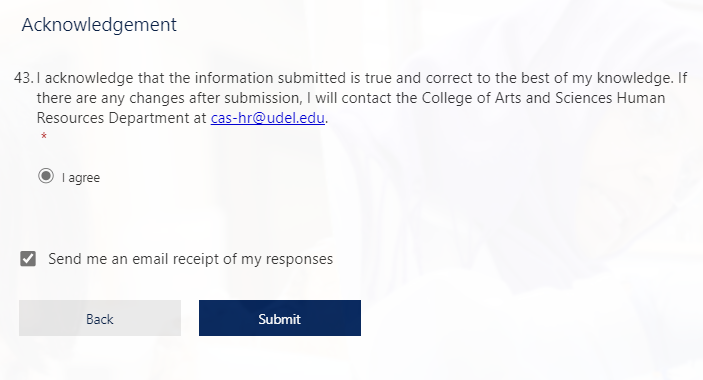 Acknowledgement
43. I acknowledge that the information submitted is true and correct to the best of my knowledge. If
there are any changes after submission, I will contact the College of Arts and Sciences Human
Resources Department at cas-hr@udel.edu.
*
I agree
Send me an email receipt of my responses
Back
Submit